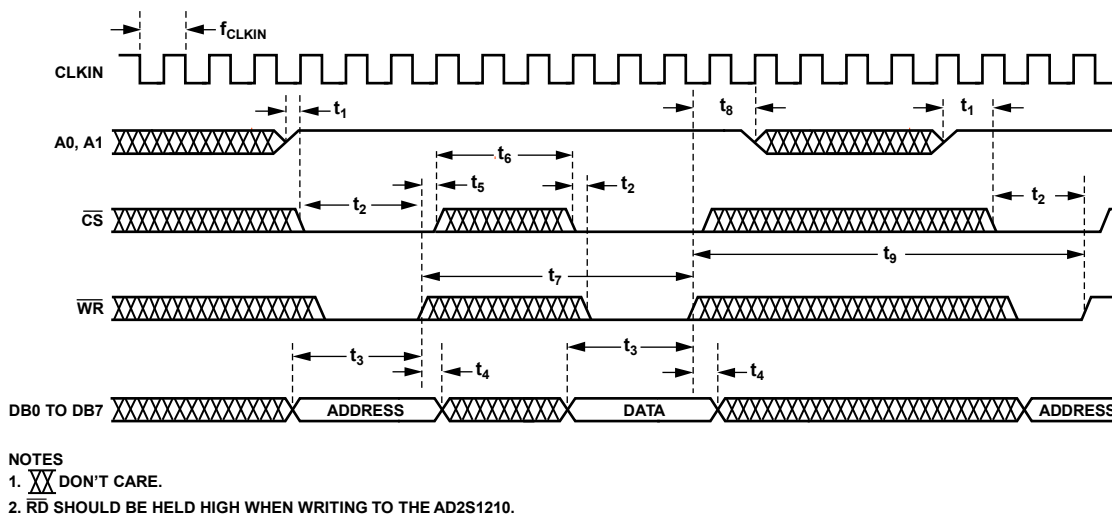 fCLKIN
CLKIN
t1
t8
t1
A0, A1
t6
t5
t2
t2
t2
CS
t9
t7
WR
t3
t4
t3
t4
DB0 TO DB7
ADDRESS
DATA
ADDRESS
NOTES
1. XX DON'T CARE.
2. RD SHOULD BE HELD HIGH WHEN WRITING TO THE AD2S1210.